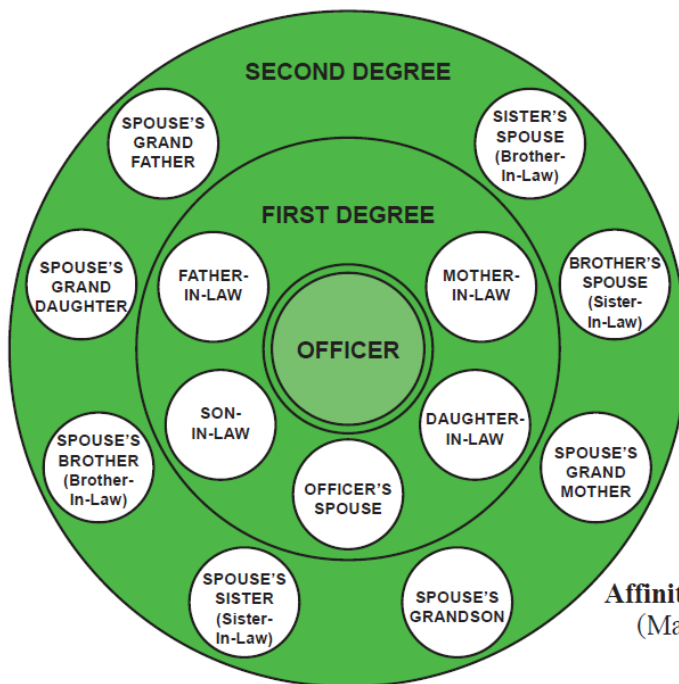 SECOND DEGREE
SPOUSE'S
GRAND
FATHER
SISTER'S
SPOUSE
(Brother-
In-Law)
FIRST DEGREE
SPOUSE'S
GRAND
DAUGHTER
FATHER-
IN-LAW
MOTHER-
IN-LAW
BROTHER'S
SPOUSE
(Sister-
In-Law)
OFFICER
SON-
IN-LAW
DAUGHTER-
IN-LAW
SPOUSE'S
BROTHER
(Brother-
In-Law)
OFFICER'S
SPOUSE
SPOUSE'S
GRAND
MOTHER
SPOUSE'S
SISTER
(Sister-
In-Law)
SPOUSE'S
GRANDSON
Affinit
(Ma